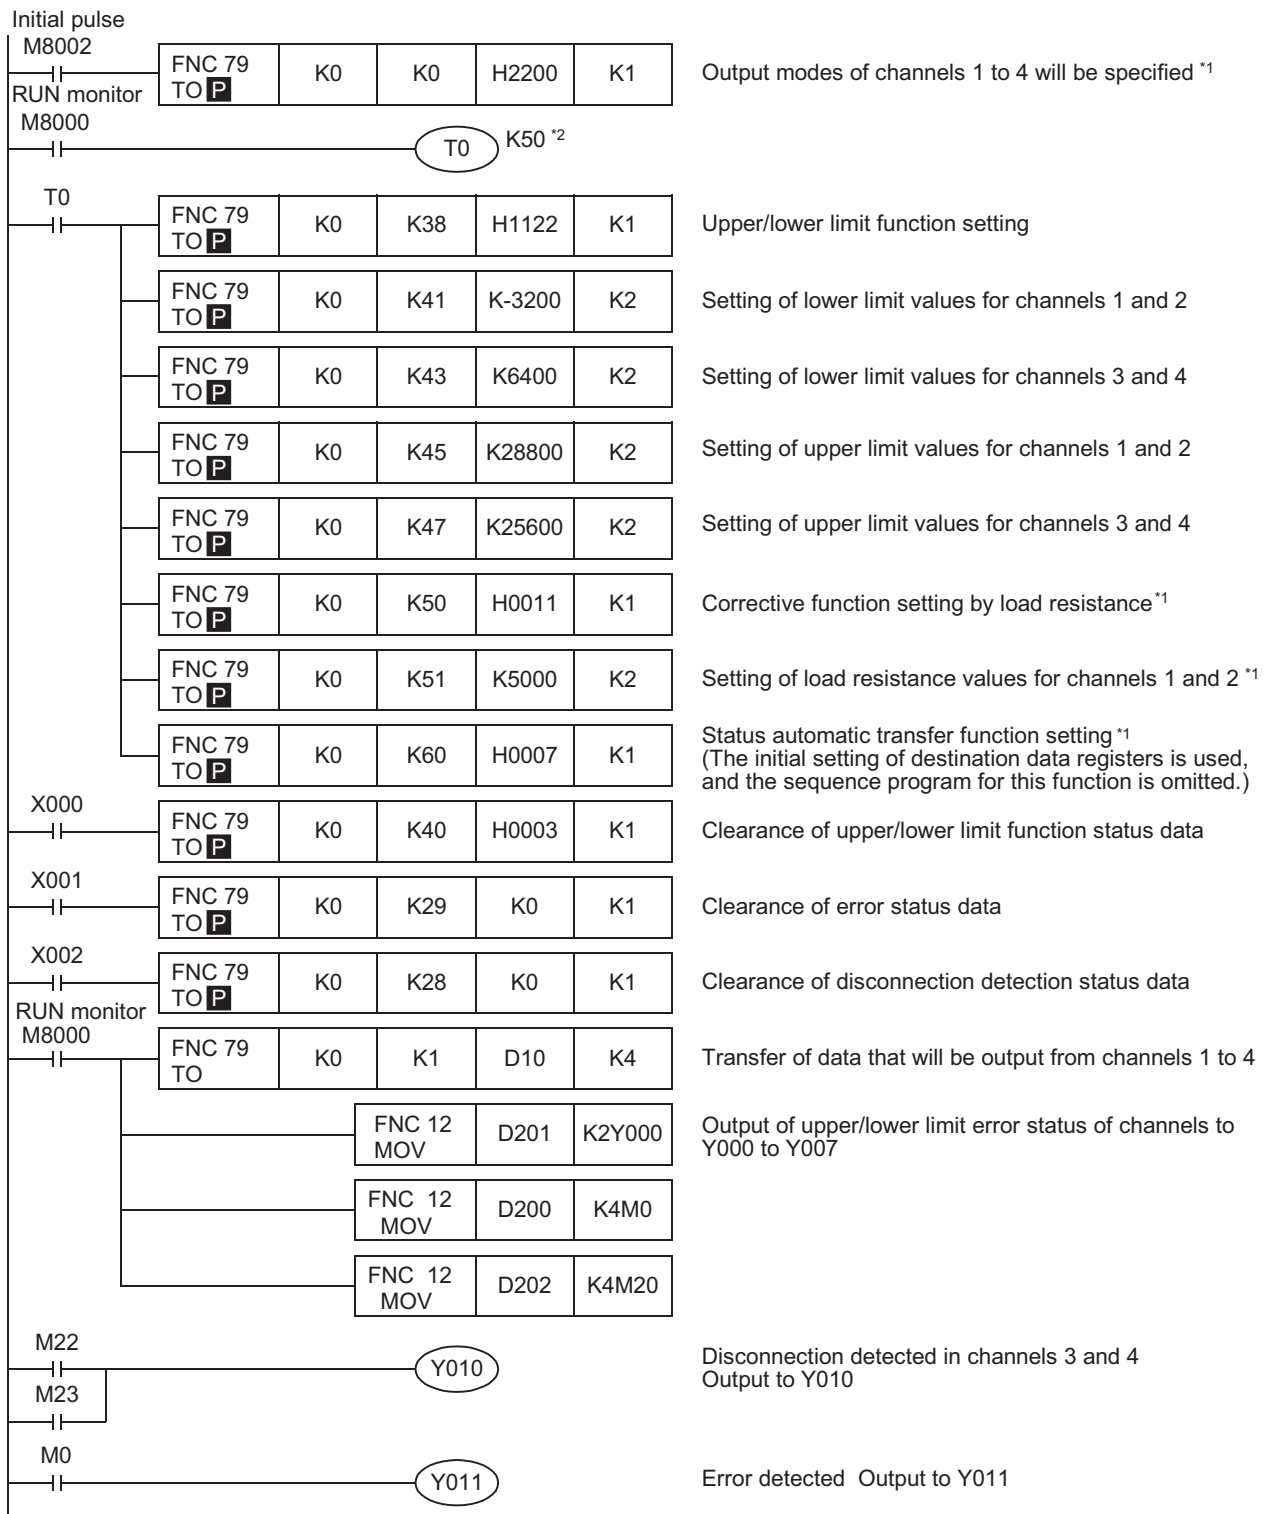 Initial pulse
M8002
FNC 79 TO P K0 K0 H2200 K1 Output modes of channels 1 to 4 will be specified *1
RUN monitor
M8000
T0 K50 *2
T0
FNC 79 TO P K0 K38 H1122 K1 Upper/lower limit function setting
FNC 79 TO P K0 K41 K-3200 K2 Setting of lower limit values for channels 1 and 2
FNC 79 TO P K0 K43 K6400 K2 Setting of lower limit values for channels 3 and 4
FNC 79 TO P K0 K45 K28800 K2 Setting of upper limit values for channels 1 and 2
FNC 79 TO P K0 K47 K25600 K2 Setting of upper limit values for channels 3 and 4
FNC 79 TO P K0 K50 H0011 K1 Corrective function setting by load resistance *1
FNC 79 TO P K0 K51 K5000 K2 Setting of load resistance values for channels 1 and 2 *1
FNC 79 TO P K0 K60 H0007 K1 Status automatic transfer function setting *1
(The initial setting of destination data registers is used,
and the sequence program for this function is omitted.)
X000
FNC 79 TO P K0 K40 H0003 K1 Clearance of upper/lower limit function status data
X001
FNC 79 TO P K0 K29 K0 K1 Clearance of error status data
X002
FNC 79 TO P K0 K28 K0 K1 Clearance of disconnection detection status data
RUN monitor
M8000
FNC 79 TO K0 K1 D10 K4 Transfer of data that will be output from channels 1 to 4
FNC 12 MOV D201 K2Y000 Output of upper/lower limit error status of channels to
Y000 to Y007
FNC 12 MOV D200 K4M0
FNC 12 MOV D202 K4M20
M22
Y010 Disconnection detected in channels 3 and 4
Output to Y010
M23
M0
Y011 Error detected Output to Y011